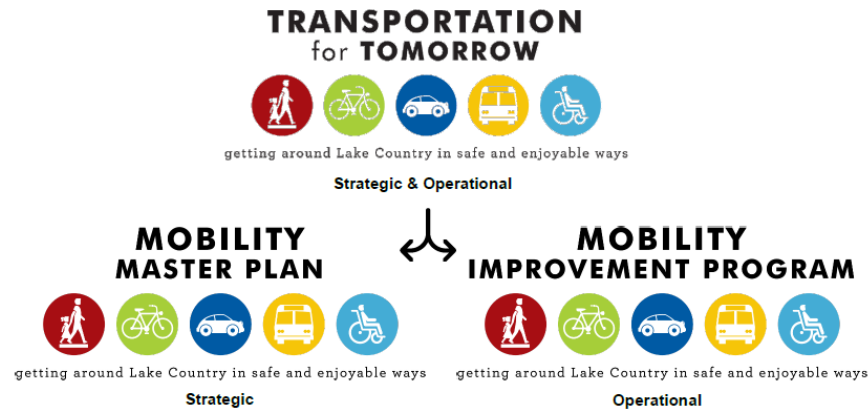 TRANSPORTATION
for TOMORROW
getting around Lake Country in safe and enjoyable ways
Strategic & Operational
MOBILITY
MASTER PLAN
getting around Lake Country in safe and enjoyable ways
Strategic
MOBILITY
IMPROVEMENT PROGRAM
getting around Lake Country in safe and enjoyable ways
Operational